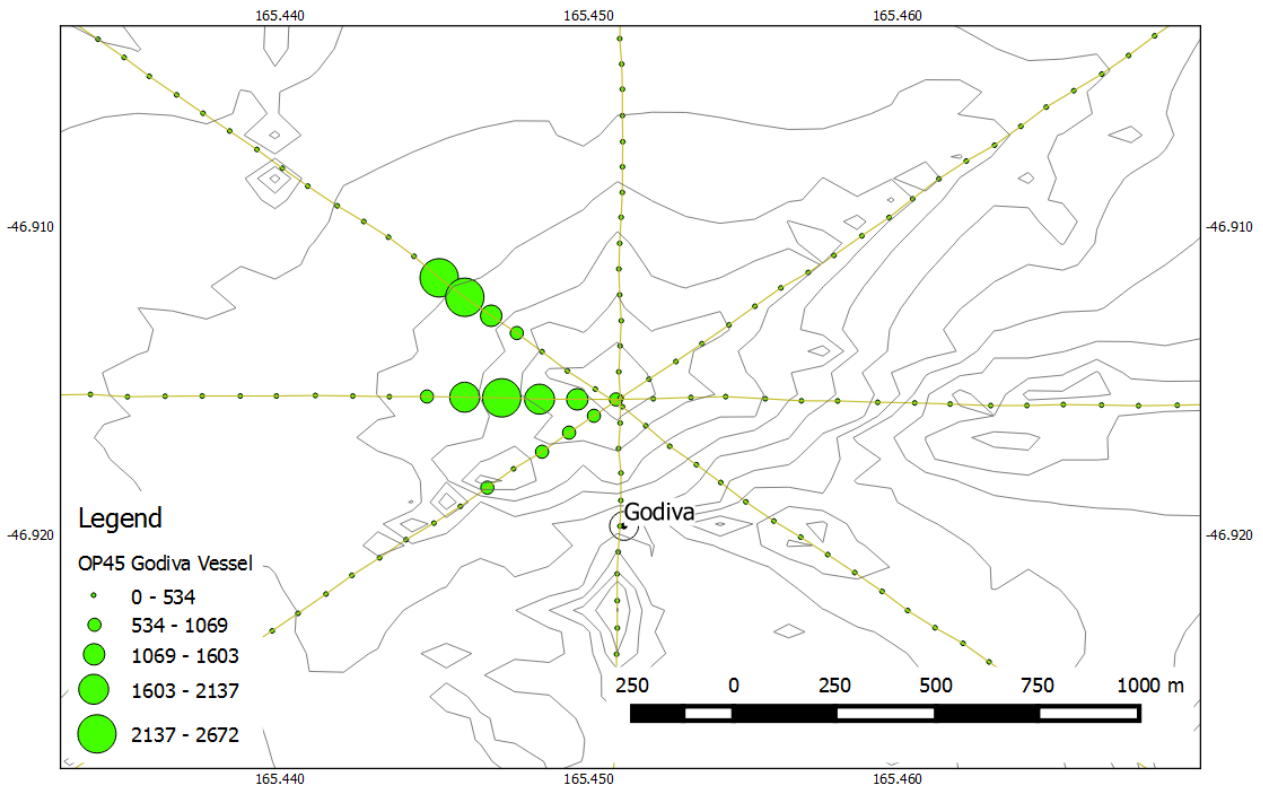 165.440 165.450 165.460
-46.910 -46.910
Godiva
-46.920 -46.920
Legend
OP45 Godiva Vessel
0 - 534
534 - 1069
1069 - 1603
1603 - 2137
2137 - 2672
250 0 250 500 750 1000 m
165.440 165.450 165.460